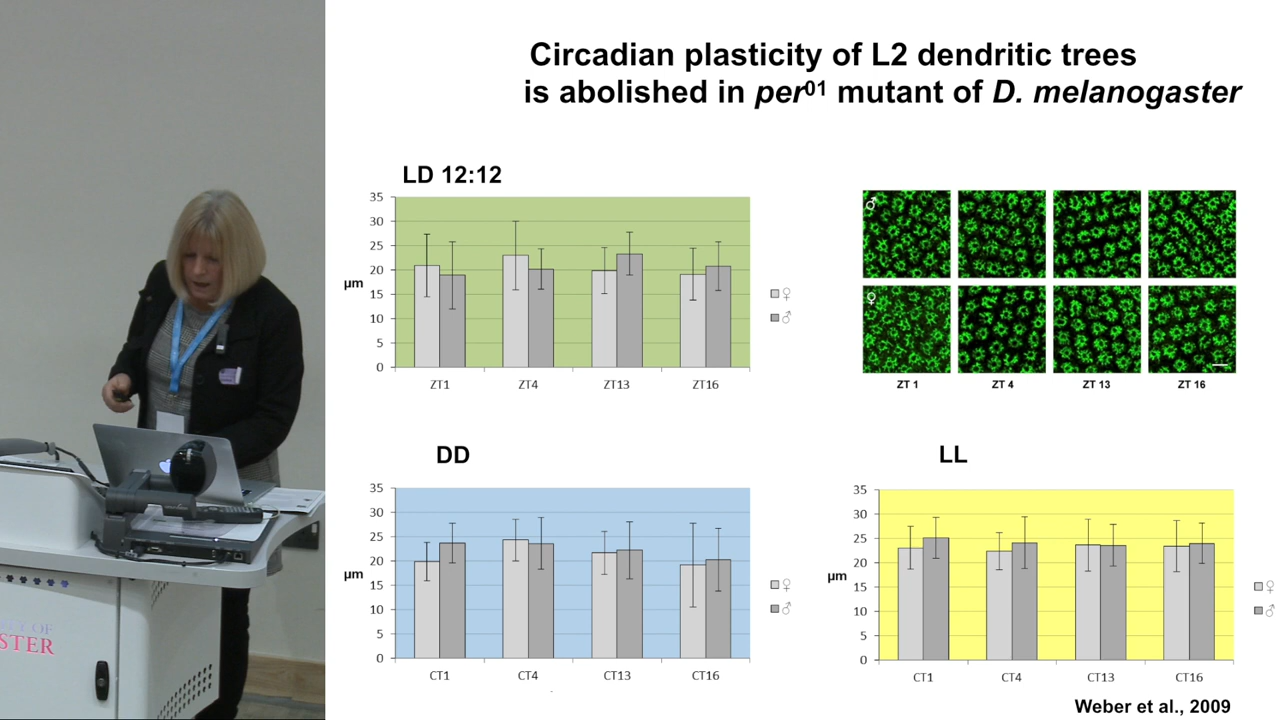 Circadian plasticity of L2 dendritic trees
is abolished in per01 mutant of D. melanogaster
LD 12:12
35
30
25
20
15
10
5
0
µm
ZT1 ZT4 ZT13 ZT16
♀
♂
♂
♀
ZT 1 ZT 4 ZT 13 ZT 16
DD
35
30
25
20
15
10
5
0
µm
CT1 CT4 CT13 CT16
♀
♂
LL
35
30
25
20
15
10
5
0
µm
CT1 CT4 CT13 CT16
♀
♂
Weber et al., 2009
STER